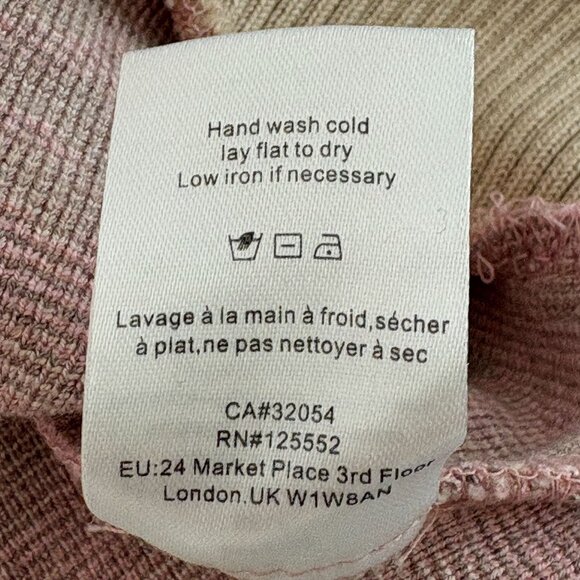 Hand wash cold
lay flat to dry
Low iron if necessary
Lavage à la main à froid,sécher
à plat,ne pas nettoyer à sec
CA#32054
RN#125552
EU:24 Market Place 3rd Floor
London.UK W1W8AN